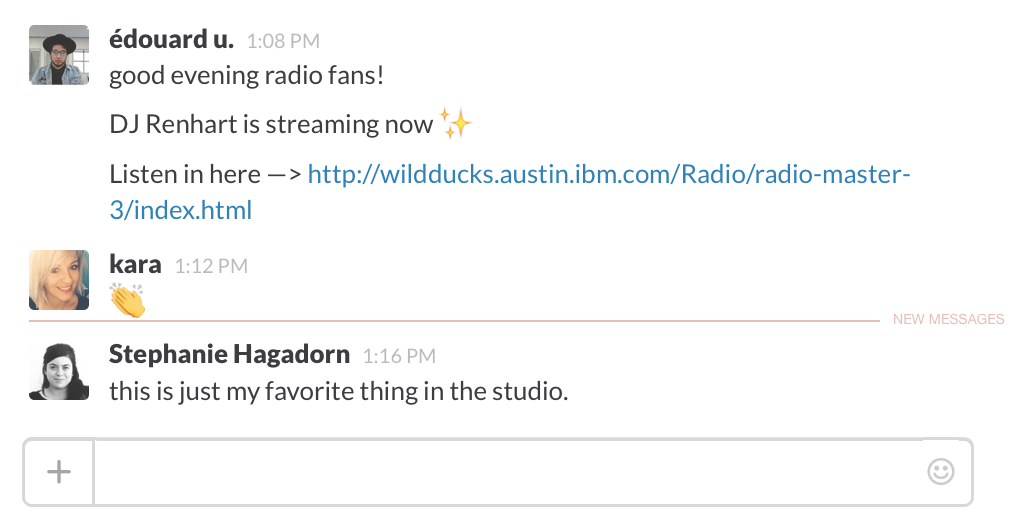 édouard u. 1:08 PM
good evening radio fans!
DJ Renhart is streaming now ✨
Listen in here —> http://wildducks.austin.ibm.com/Radio/radio-master-
3/index.html
kara 1:12 PM
👏
NEW MESSAGES
Stephanie Hagadorn 1:16 PM
this is just my favorite thing in the studio.